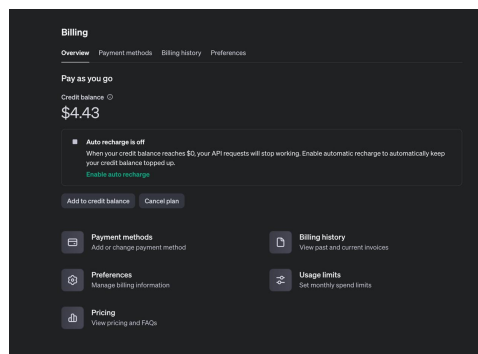 Billing
Overview Payment methods Billing history Preferences
Pay as you go
Credit balance
$4.43
Auto recharge is off
When your credit balance reaches $0, your API requests will stop working. Enable automatic recharge to automatically keep
your credit balance topped up.
Enable auto recharge
Add to credit balance Cancel plan
Payment methods
Add or change payment method
Billing history
View past and current invoices
Preferences
Manage billing information
Usage limits
Set monthly spend limits
Pricing
View pricing and FAQs